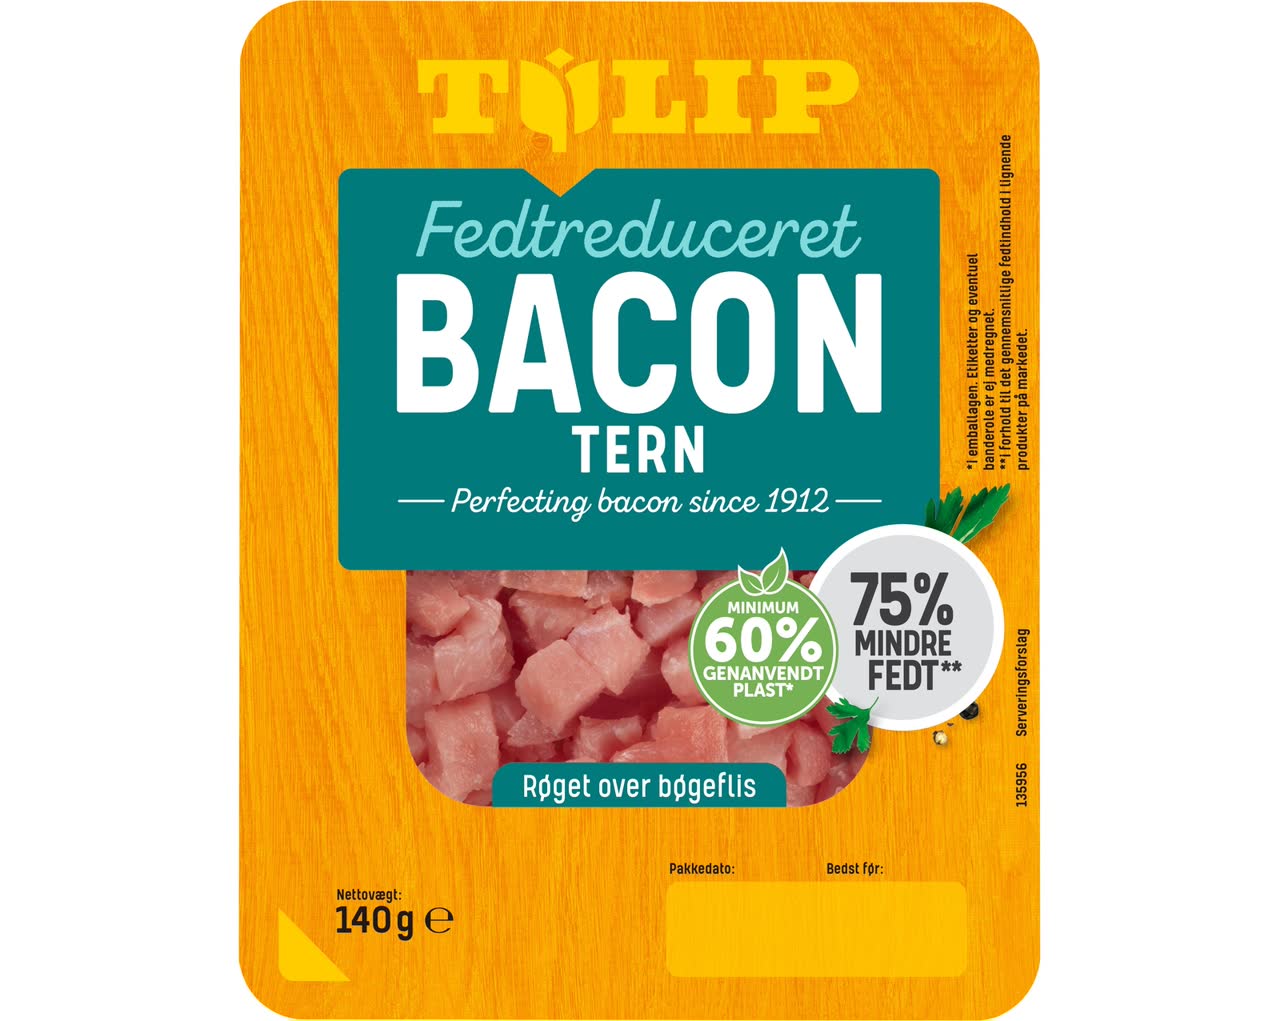 TULIP
Fedtreduceret
BACON
TERN
Perfecting bacon since 1912
MINIMUM
60%
GENANVENDT
PLAST*
75%
MINDRE
FEDT**
Røget over bøgeflis
*I emballagen. Etiketter og eventuel
banderole er ej medregnet.
**I forhold til det gennemsnitlige fedtindhold i lignende
produkter på markedet.
135956 Serveringsforslag
Pakkedato: Bedst før:
Nettovægt:
140 g ℮